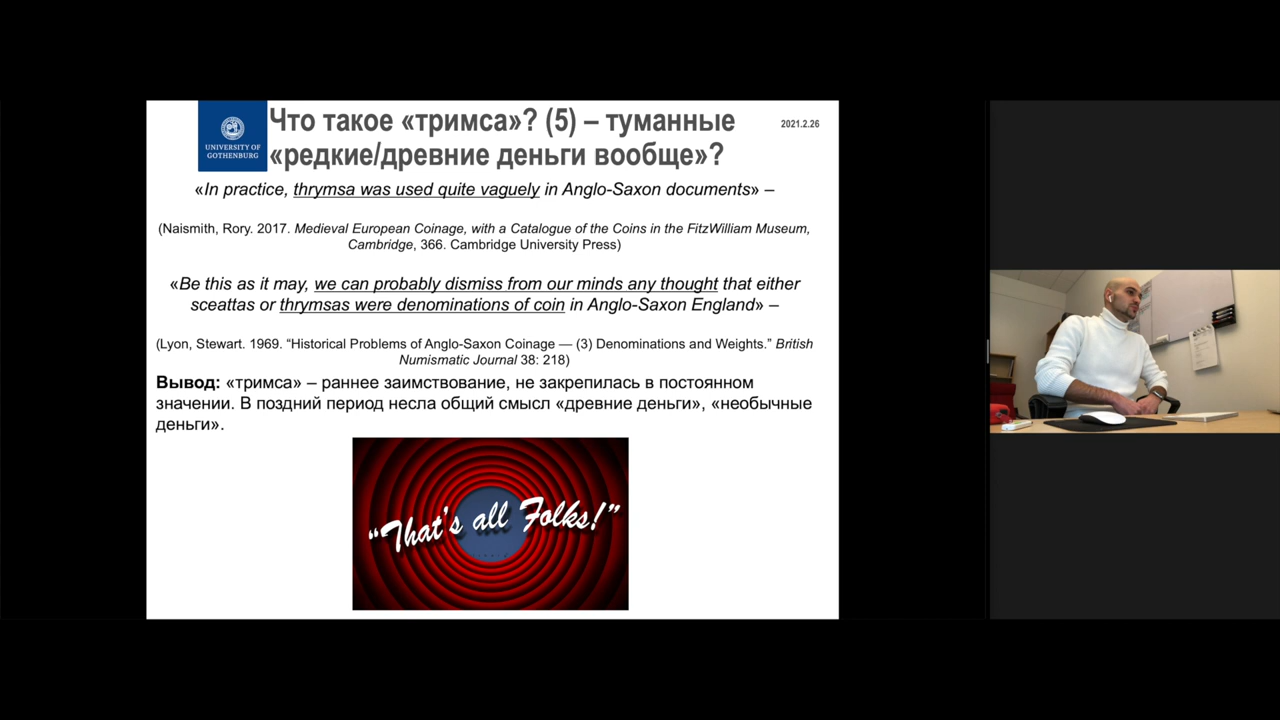 UNIVERSITY OF
GOTHENBURG
Что такое «тримса»? (5) – туманные
«редкие/древние деньги вообще»?
2021.2.26
«In practice, thrymsa was used quite vaguely in Anglo-Saxon documents» –
(Naismith, Rory. 2017. Medieval European Coinage, with a Catalogue of the Coins in the FitzWilliam Museum,
Cambridge, 366. Cambridge University Press)
«Be this as it may, we can probably dismiss from our minds any thought that either
sceattas or thrymsas were denominations of coin in Anglo-Saxon England» –
(Lyon, Stewart. 1969. “Historical Problems of Anglo-Saxon Coinage — (3) Denominations and Weights.” British
Numismatic Journal 38: 218)
Вывод: «тримса» – раннее заимствование, не закрепилась в постоянном
значении. В поздний период несла общий смысл «древние деньги», «необычные
деньги».
“That's all Folks!”